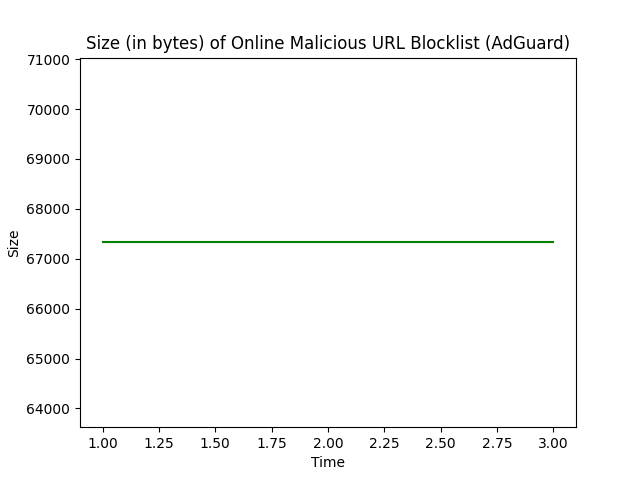 Size (in bytes) of Online Malicious URL Blocklist (AdGuard)
71000
70000
69000
68000
67000
66000
65000
64000
Size
1.00 1.25 1.50 1.75 2.00 2.25 2.50 2.75 3.00
Time